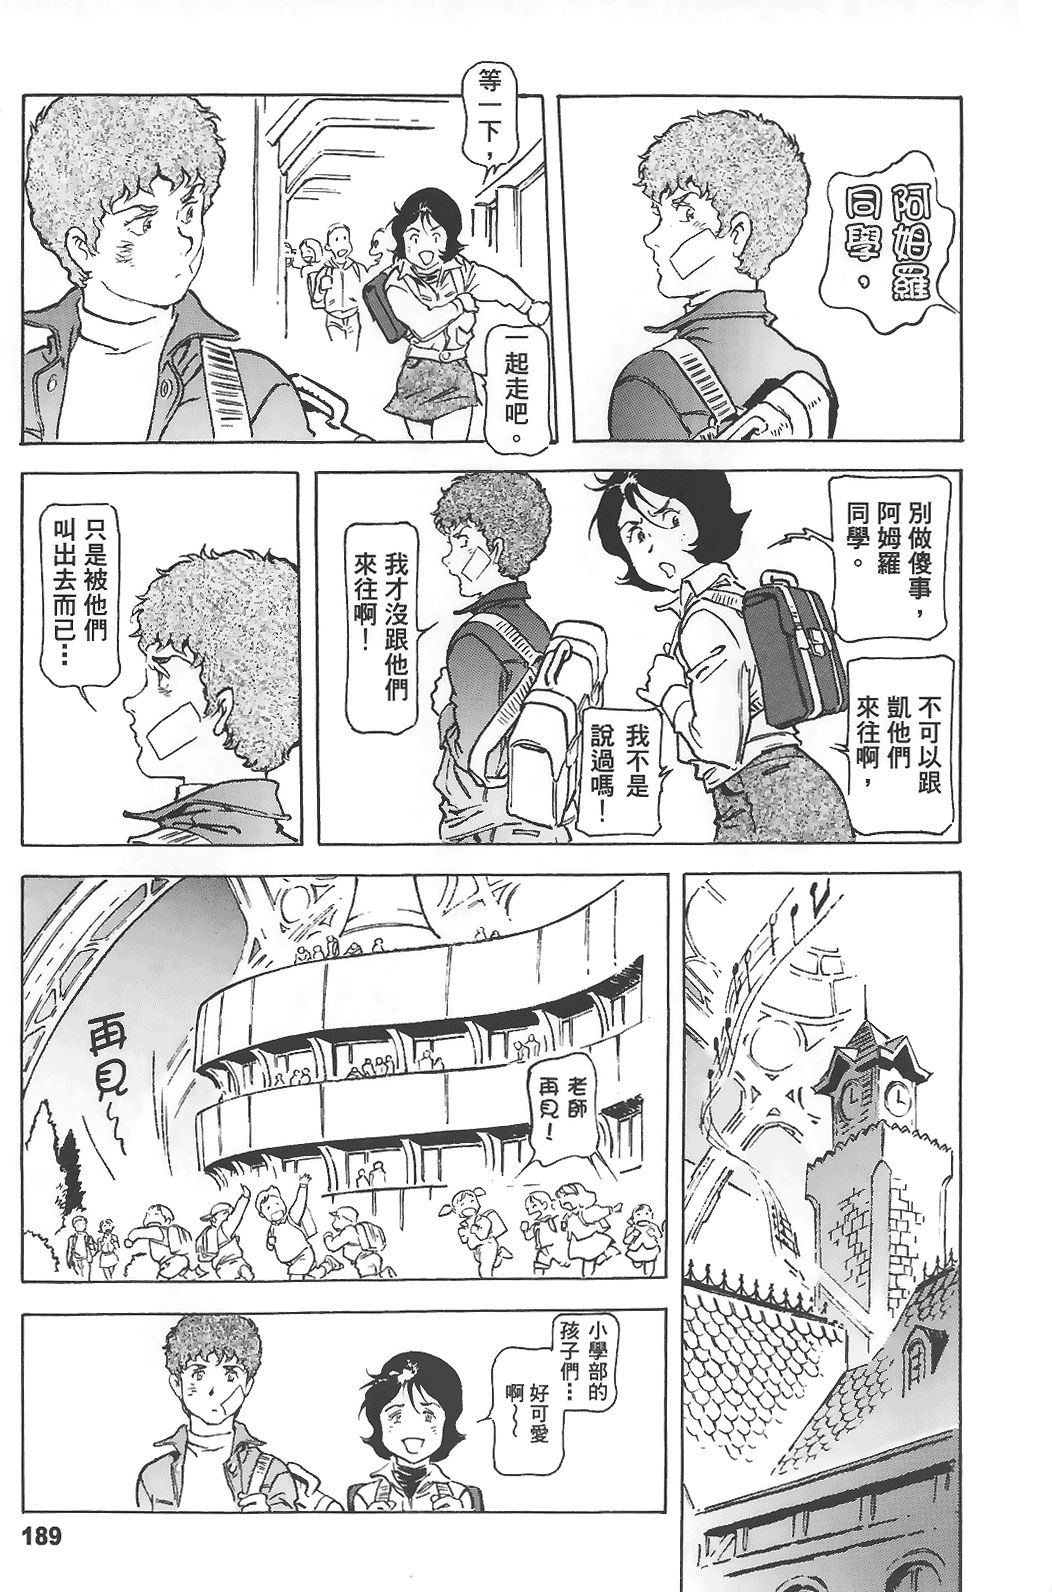 阿姆羅
同學，
等一下，
一起走吧。
別做傻事，
阿姆羅
同學。
不可以跟
凱他們
來往啊，
我不是
說過嗎！
我才沒跟他們
來往啊！
只是被他們
叫出去而已…
老師
再見！
再見～
小學部的
孩子們…
好可愛
啊～
189